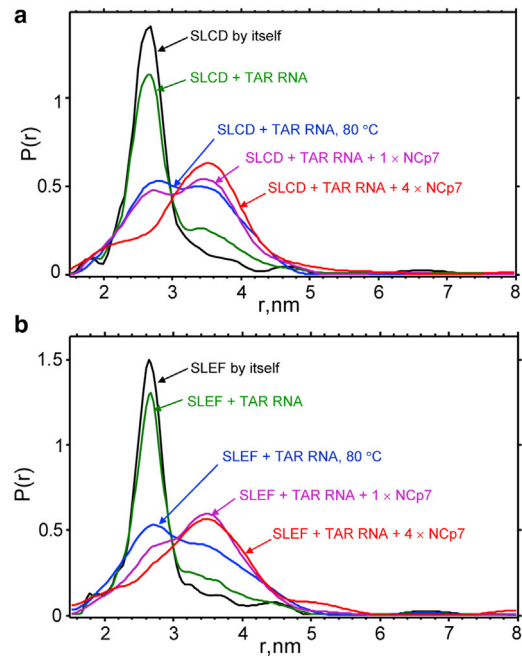 a
SLCD by itself
SLCD + TAR RNA
SLCD + TAR RNA, 80 °C
SLCD + TAR RNA + 1 × NCp7
SLCD + TAR RNA + 4 × NCp7
P(r)
1
0.5
0
2 3 4 5 6 7 8
r,nm
b
SLEF by itself
SLEF + TAR RNA
SLEF + TAR RNA, 80 °C
SLEF + TAR RNA + 1 × NCp7
SLEF + TAR RNA + 4 × NCp7
P(r)
1.5
1
0.5
0
2 3 4 5 6 7 8
r,nm